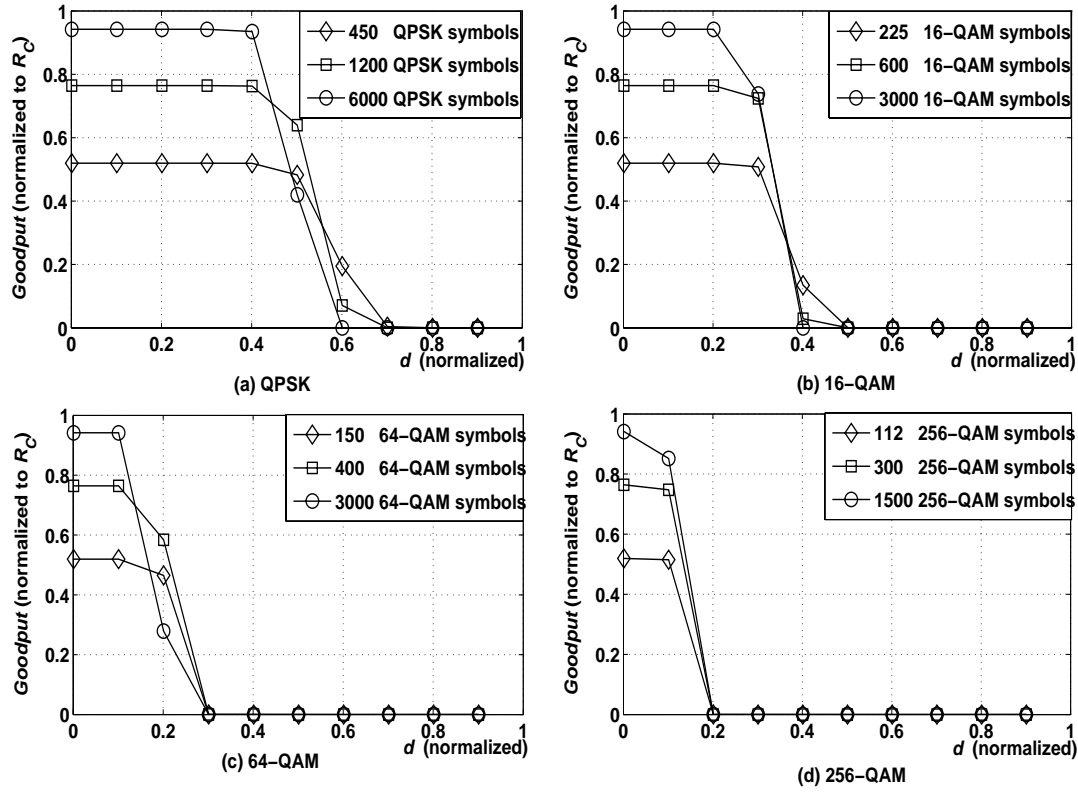 1
0.8
0.6
0.4
0.2
0
Goodput (normalized to R_C)
450 QPSK symbols
1200 QPSK symbols
6000 QPSK symbols
0 0.2 0.4 0.6 0.8 1
d (normalized)
(a) QPSK
1
0.8
0.6
0.4
0.2
0
Goodput (normalized to R_C)
225 16−QAM symbols
600 16−QAM symbols
3000 16−QAM symbols
0 0.2 0.4 0.6 0.8 1
d (normalized)
(b) 16−QAM
1
0.8
0.6
0.4
0.2
0
Goodput (normalized to R_C)
150 64−QAM symbols
400 64−QAM symbols
3000 64−QAM symbols
0 0.2 0.4 0.6 0.8 1
d (normalized)
(c) 64−QAM
1
0.8
0.6
0.4
0.2
0
Goodput (normalized to R_C)
112 256−QAM symbols
300 256−QAM symbols
1500 256−QAM symbols
0 0.2 0.4 0.6 0.8 1
d (normalized)
(d) 256−QAM